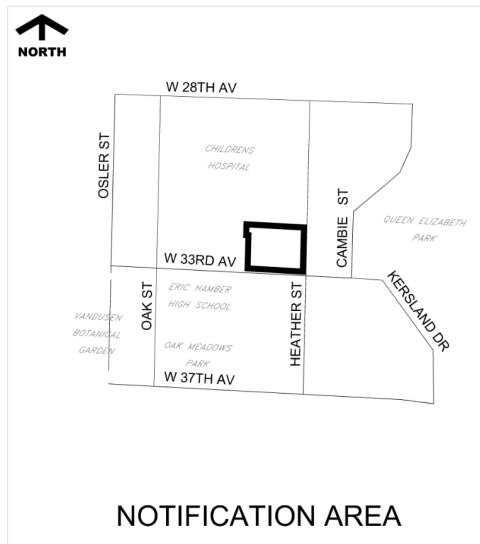 NORTH
W 28TH AV
OSLER ST
CHILDRENS
HOSPITAL
CAMBIE ST
QUEEN ELIZABETH
PARK
W 33RD AV
KERSLAND DR
OAK ST
ERIC HAMBER
HIGH SCHOOL
HEATHER ST
VANDUSEN
BOTANICAL
GARDEN
OAK MEADOWS
PARK
W 37TH AV
NOTIFICATION AREA